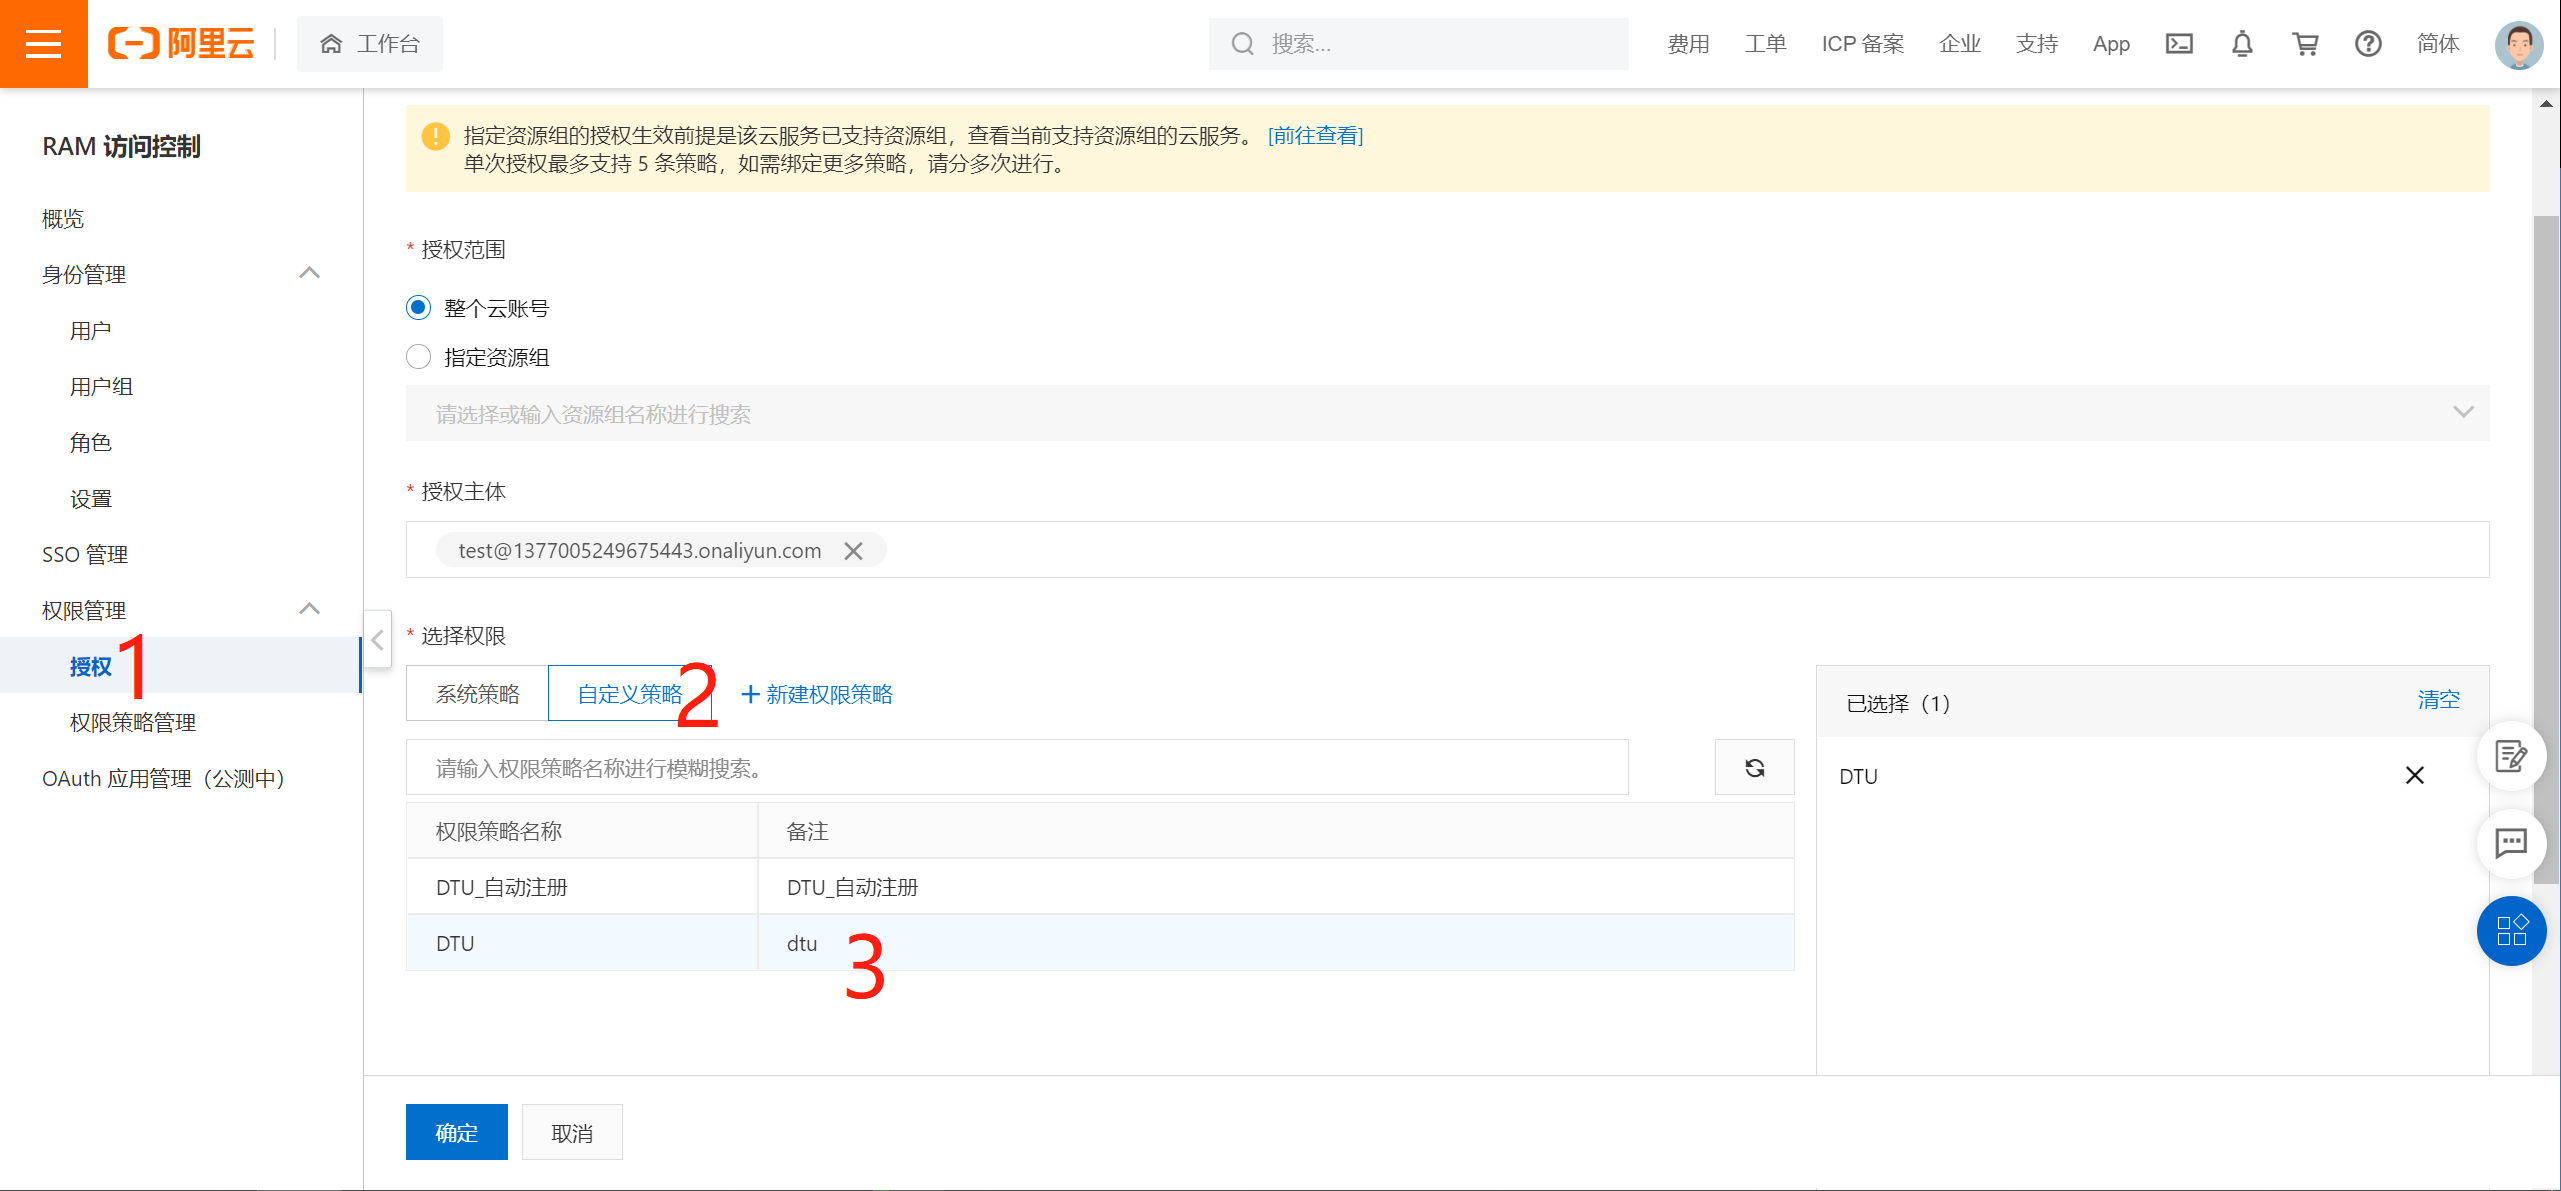 阿里云
工作台
搜索...
费用
工单
ICP 备案
企业
支持
App
简体
RAM 访问控制
概览
身份管理
用户
用户组
角色
设置
SSO 管理
权限管理
授权
1
权限策略管理
OAuth 应用管理（公测中）
指定资源组的授权生效前提是该云服务已支持资源组，查看当前支持资源组的云服务。 [前往查看]
单次授权最多支持 5 条策略，如需绑定更多策略，请分多次进行。
* 授权范围
整个云账号
指定资源组
请选择或输入资源组名称进行搜索
* 授权主体
test@1377005249675443.onaliyun.com
* 选择权限
系统策略
自定义策略
2
新建权限策略
请输入权限策略名称进行模糊搜索。
权限策略名称
备注
DTU_自动注册
DTU_自动注册
DTU
dtu
3
已选择（1）
清空
DTU
确定
取消